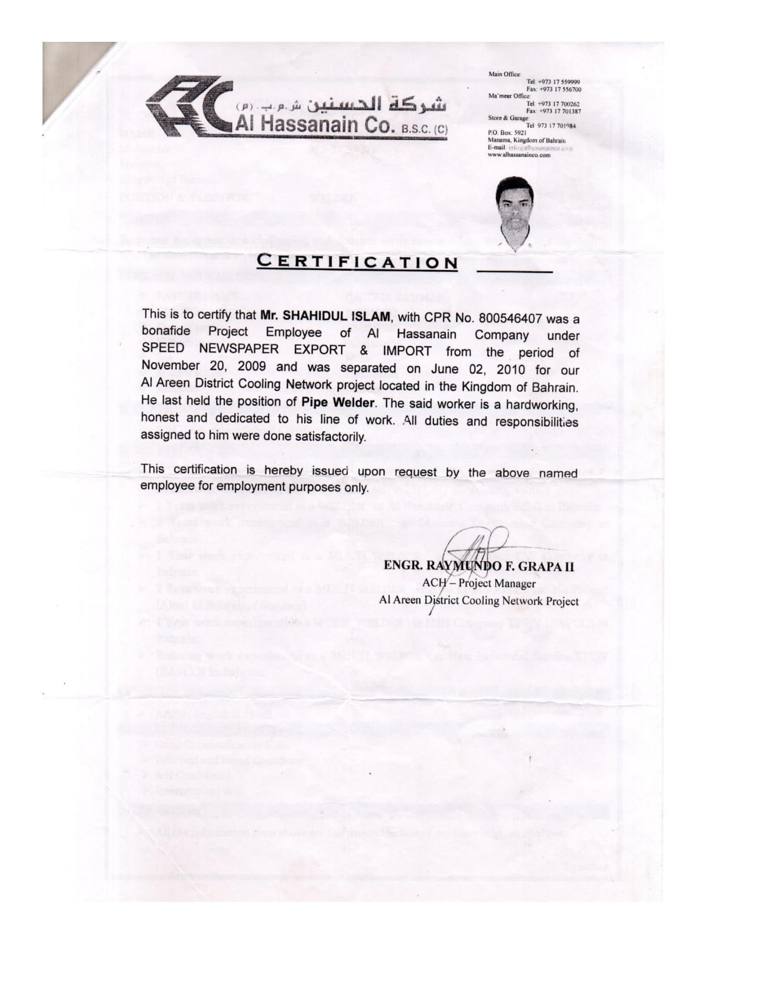 شركة الحسنين ش.م.ب. (م)
Al Hassanain Co. B.S.C. (C)
Main Office:
Tel: +973 17 559999
Fax: +973 17 556700
Ma'meer Office:
Tel: +973 17 700262
Fax: +973 17 701387
Store & Garage:
Tel: 973 17 701984
P.O. Box: 5921
Manama, Kingdom of Bahrain
E-mail: info@alhassanainco.com
www.alhassanainco.com
CERTIFICATION
This is to certify that Mr. SHAHIDUL ISLAM, with CPR No. 800546407 was a
bonafide Project Employee of Al Hassanain Company under
SPEED NEWSPAPER EXPORT & IMPORT from the period of
November 20, 2009 and was separated on June 02, 2010 for our
Al Areen District Cooling Network project located in the Kingdom of Bahrain.
He last held the position of Pipe Welder. The said worker is a hardworking,
honest and dedicated to his line of work. All duties and responsibilities
assigned to him were done satisfactorily.
This certification is hereby issued upon request by the above named
employee for employment purposes only.
ENGR. RAYMUNDO F. GRAPA II
ACH – Project Manager
Al Areen District Cooling Network Project